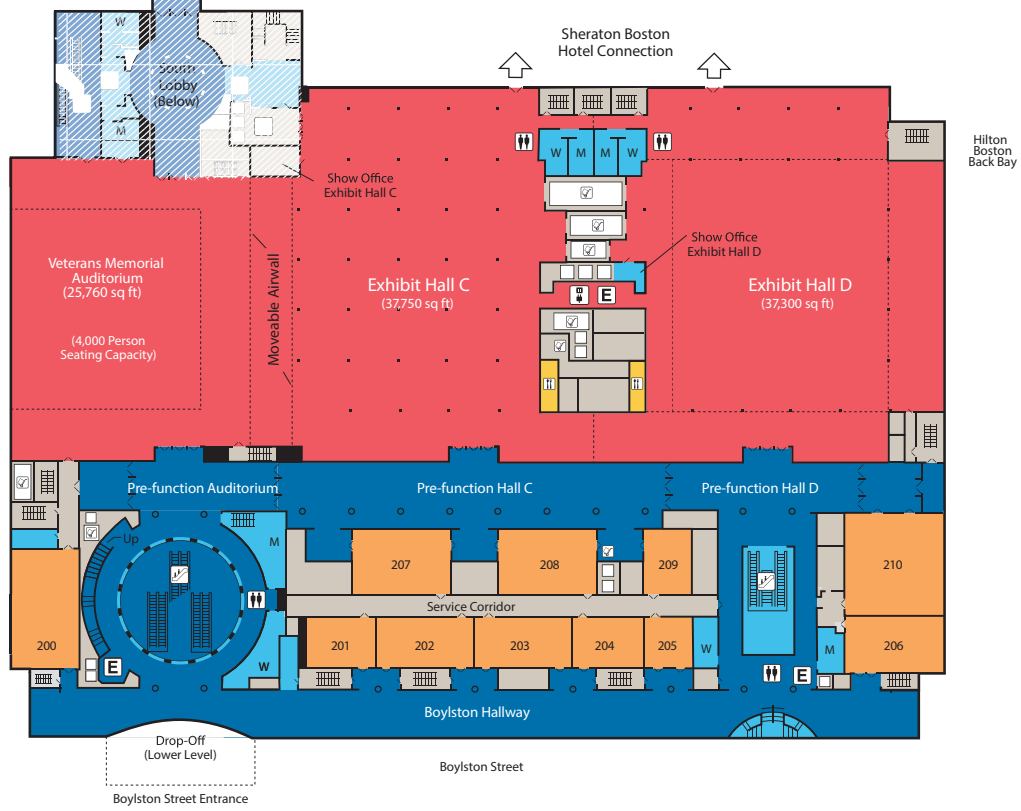 Sheraton Boston
Hotel Connection
W
South
Lobby
(Below)
M
W
M
M
W
Hilton
Boston
Back Bay
Show Office
Exhibit Hall C
Show Office
Exhibit Hall D
Veterans Memorial
Auditorium
(25,760 sq ft)
(4,000 Person
Seating Capacity)
Moveable Airwall
Exhibit Hall C
(37,750 sq ft)
Exhibit Hall D
(37,300 sq ft)
E
Pre-function Auditorium
Pre-function Hall C
Pre-function Hall D
Up
M
207
208
209
210
Service Corridor
200
E
W
201
202
203
204
205
W
E
M
206
Boylston Hallway
Drop-Off
(Lower Level)
Boylston Street
Boylston Street Entrance